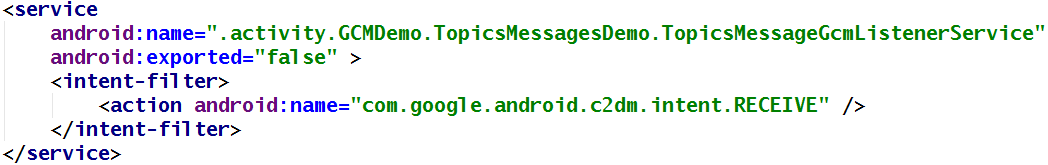 <service
android:name=".activity.GCMDemo.TopicsMessagesDemo.TopicsMessageGcmListenerService"
android:exported="false" >
<intent-filter>
<action android:name="com.google.android.c2dm.intent.RECEIVE" />
</intent-filter>
</service>